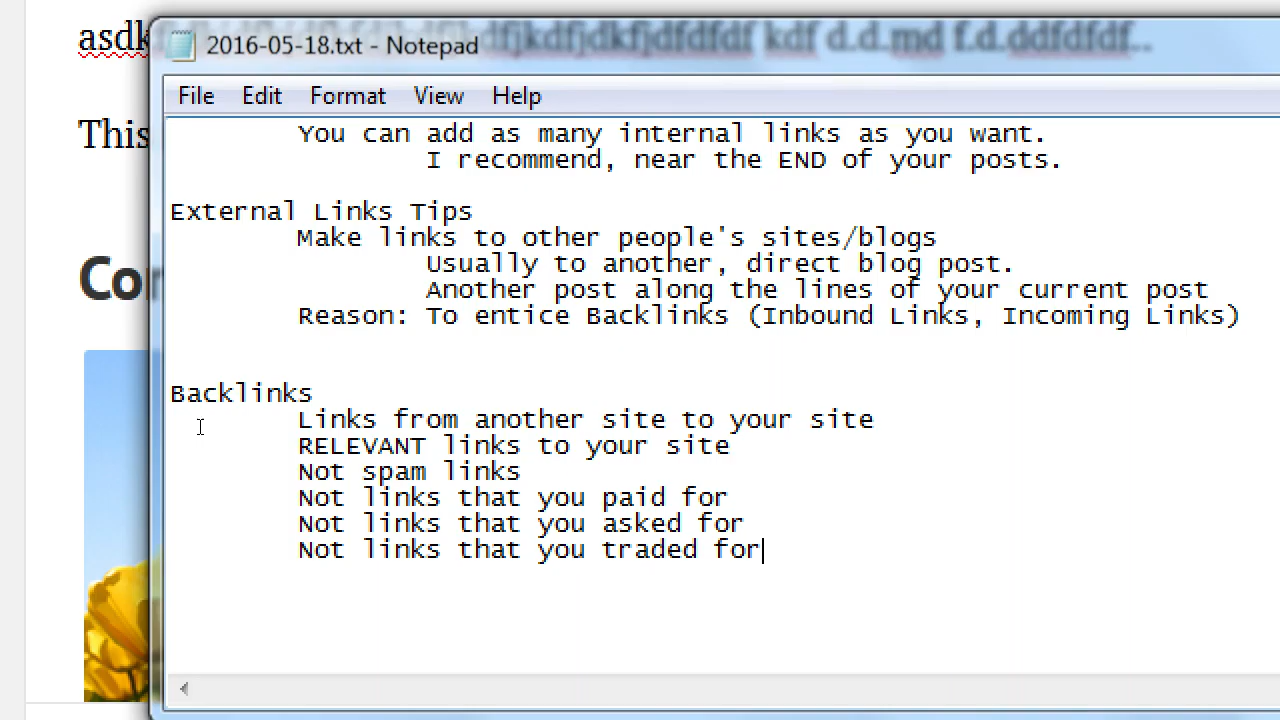 asdk
2016-05-18.txt - Notepad
File Edit Format View Help
This
You can add as many internal links as you want.
I recommend, near the END of your posts.
External Links Tips
Make links to other people's sites/blogs
Usually to another, direct blog post.
Another post along the lines of your current post
Reason: To entice Backlinks (Inbound Links, Incoming Links)
Backlinks
Links from another site to your site
RELEVANT links to your site
Not spam links
Not links that you paid for
Not links that you asked for
Not links that you traded for